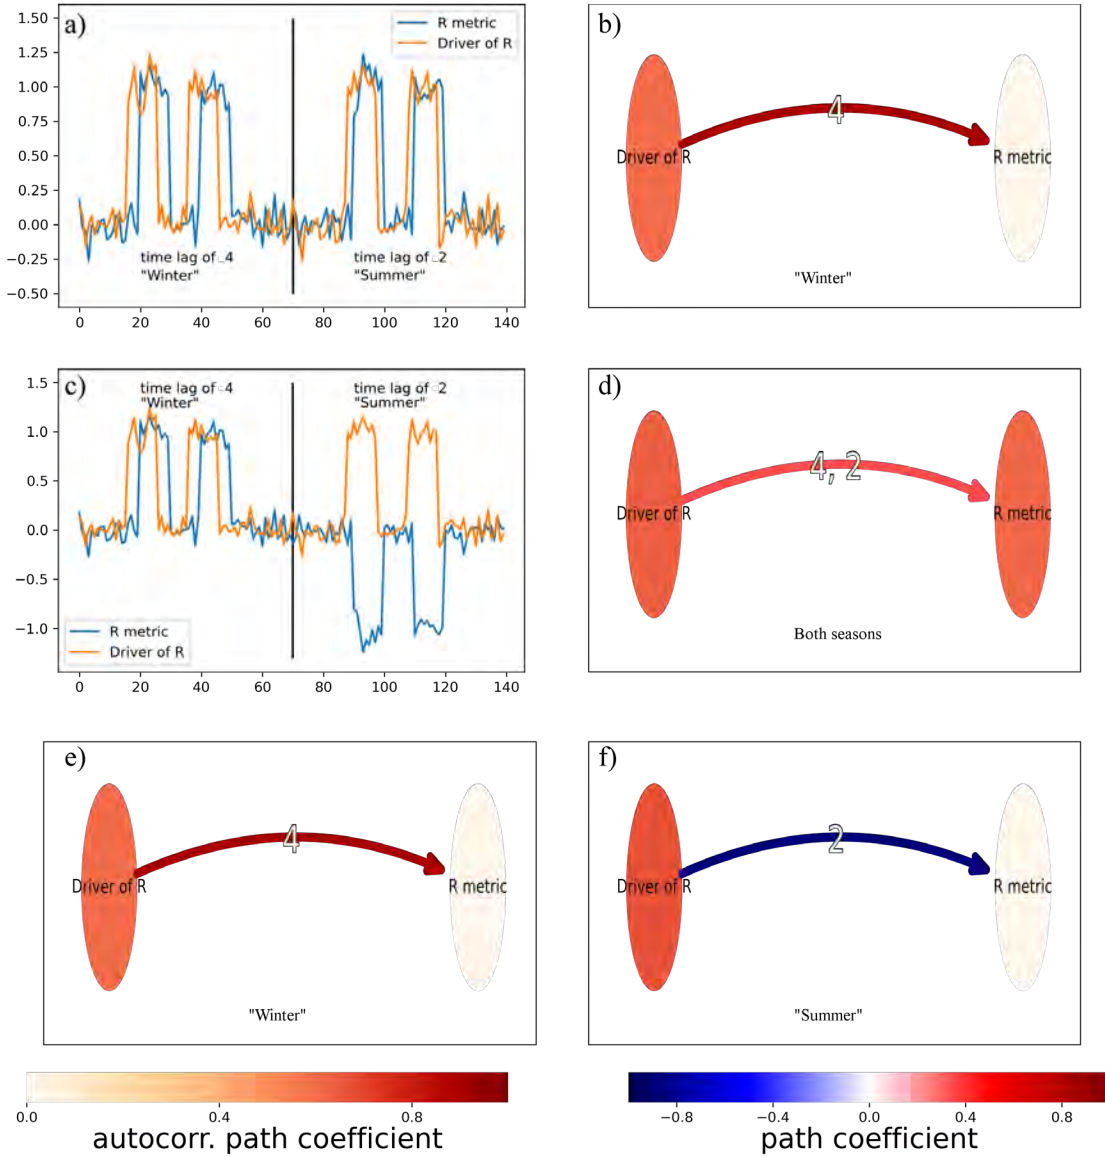 a)
1.50
1.25
1.00
0.75
0.50
0.25
0.00
−0.25
−0.50
R metric
Driver of R
time lag of -4
"Winter"
time lag of -2
"Summer"
0 20 40 60 80 100 120 140
b)
4
Driver of R
R metric
"Winter"
c)
1.5
1.0
0.5
0.0
−0.5
−1.0
time lag of -4
"Winter"
time lag of -2
"Summer"
R metric
Driver of R
0 20 40 60 80 100 120 140
d)
4, 2
Driver of R
R metric
Both seasons
e)
4
Driver of R
R metric
"Winter"
f)
2
Driver of R
R metric
"Summer"
0.0 0.4 0.8
autocorr. path coefficient
−0.8 −0.4 0.0 0.4 0.8
path coefficient